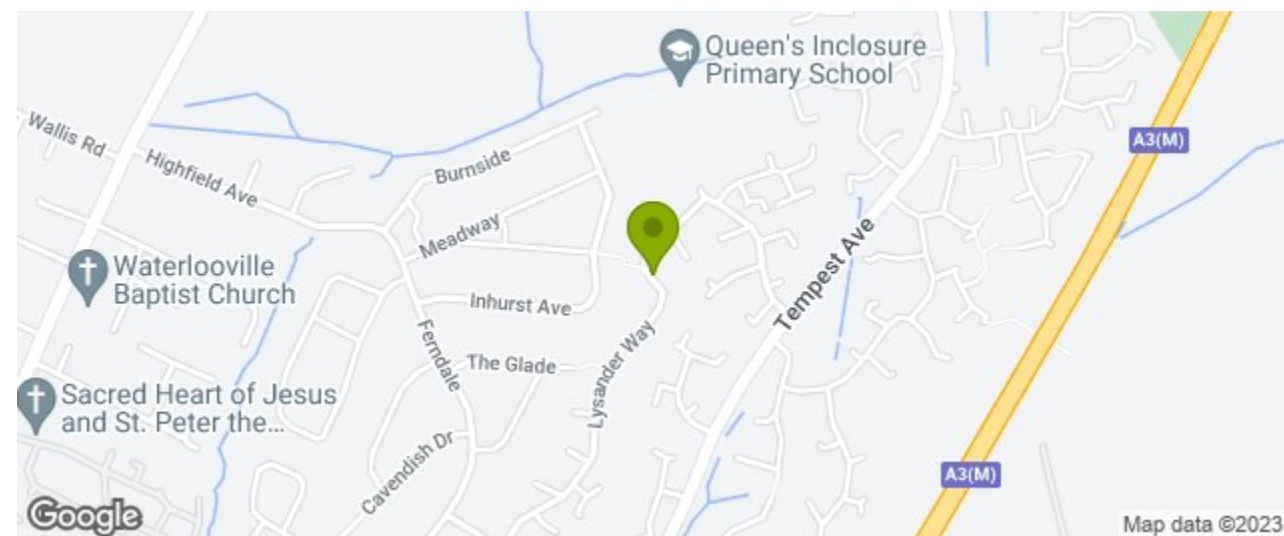 Queen's Inclosure
Primary School
Wallis Rd
Highfield Ave
Burnside
A3(M)
Meadway
Tempest Ave
Waterlooville
Baptist Church
Inhurst Ave
Ferndale
The Glade
Lysander Way
Sacred Heart of Jesus
and St. Peter the...
Cavendish Dr
A3(M)
Google
Map data ©2023